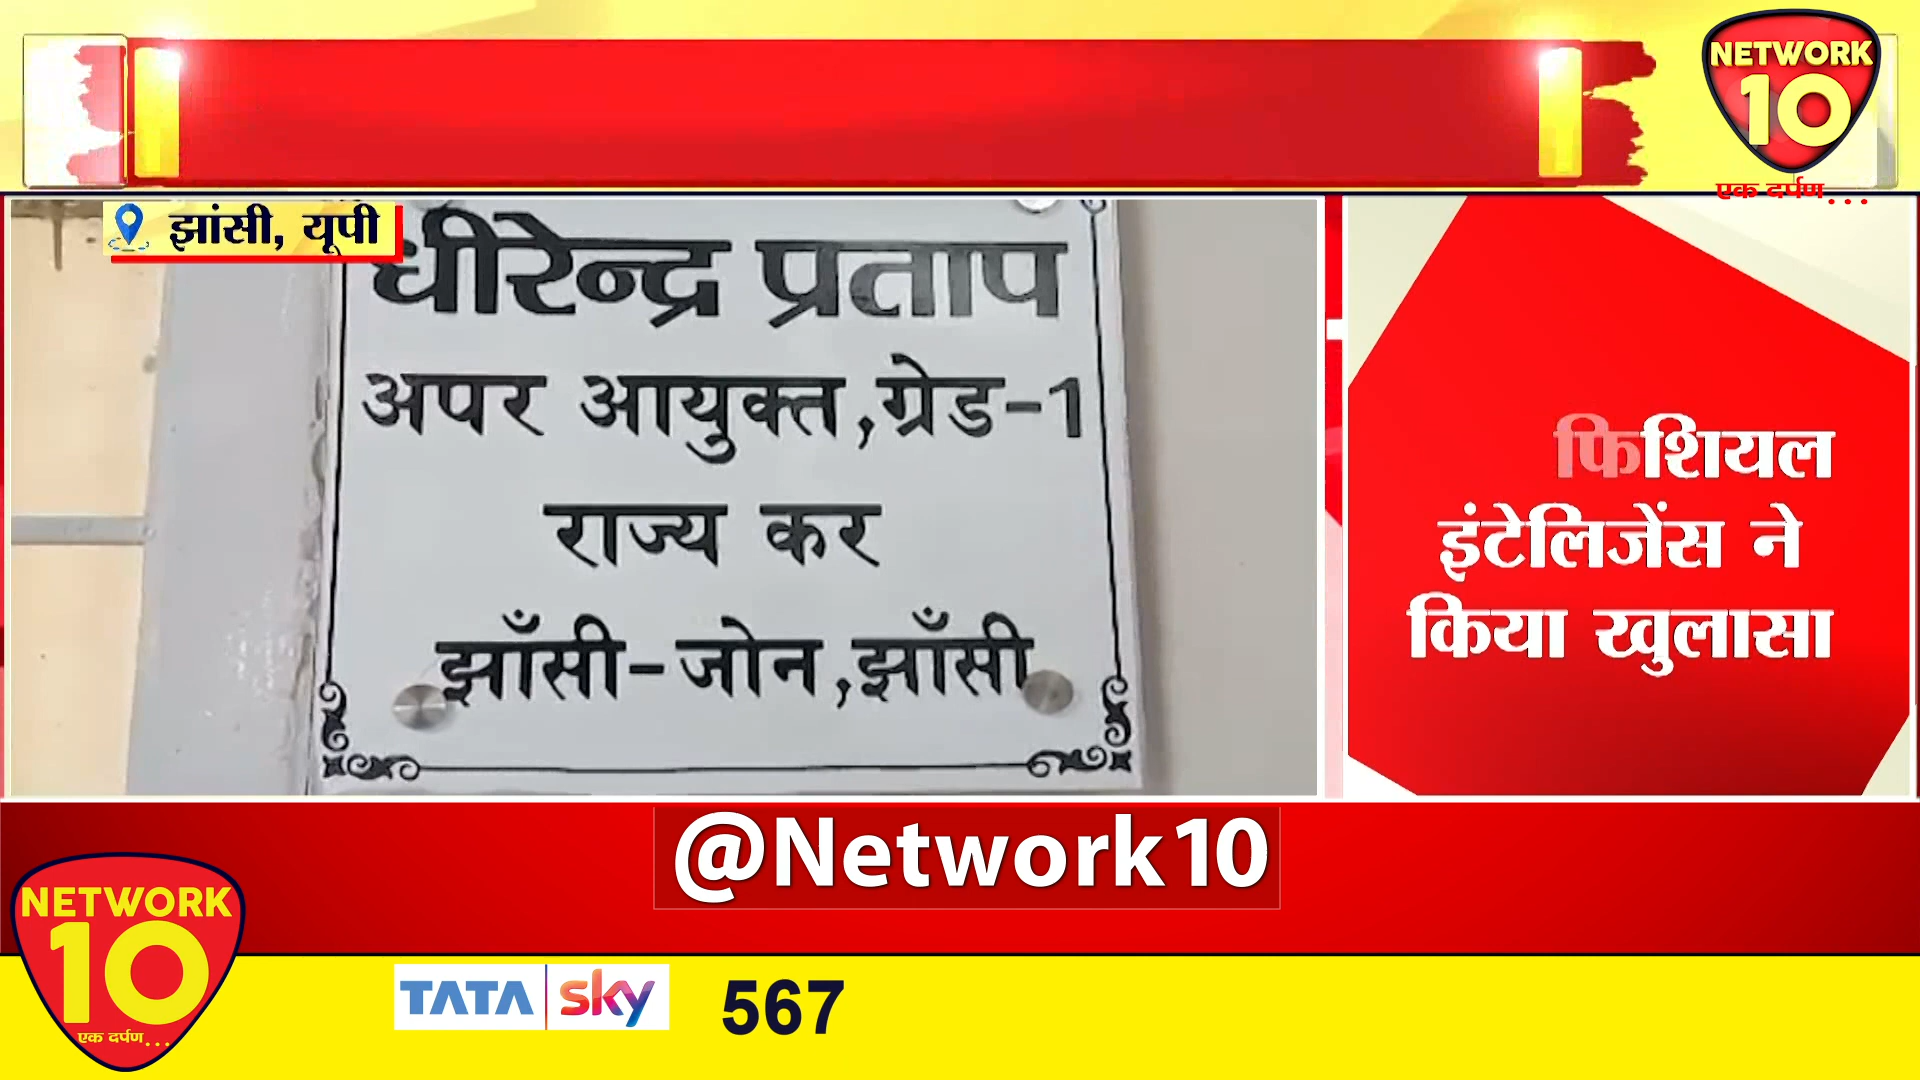 NETWORK
10
एक दर्पण...
झांसी, यूपी
धीरेन्द्र प्रताप
अपर आयुक्त,ग्रेड-1
राज्य कर
झाँसी-जोन,झाँसी
फिशियल
इंटेलिजेंस ने
किया खुलासा
@Network10
NETWORK
10
एक दर्पण...
TATA sky 567